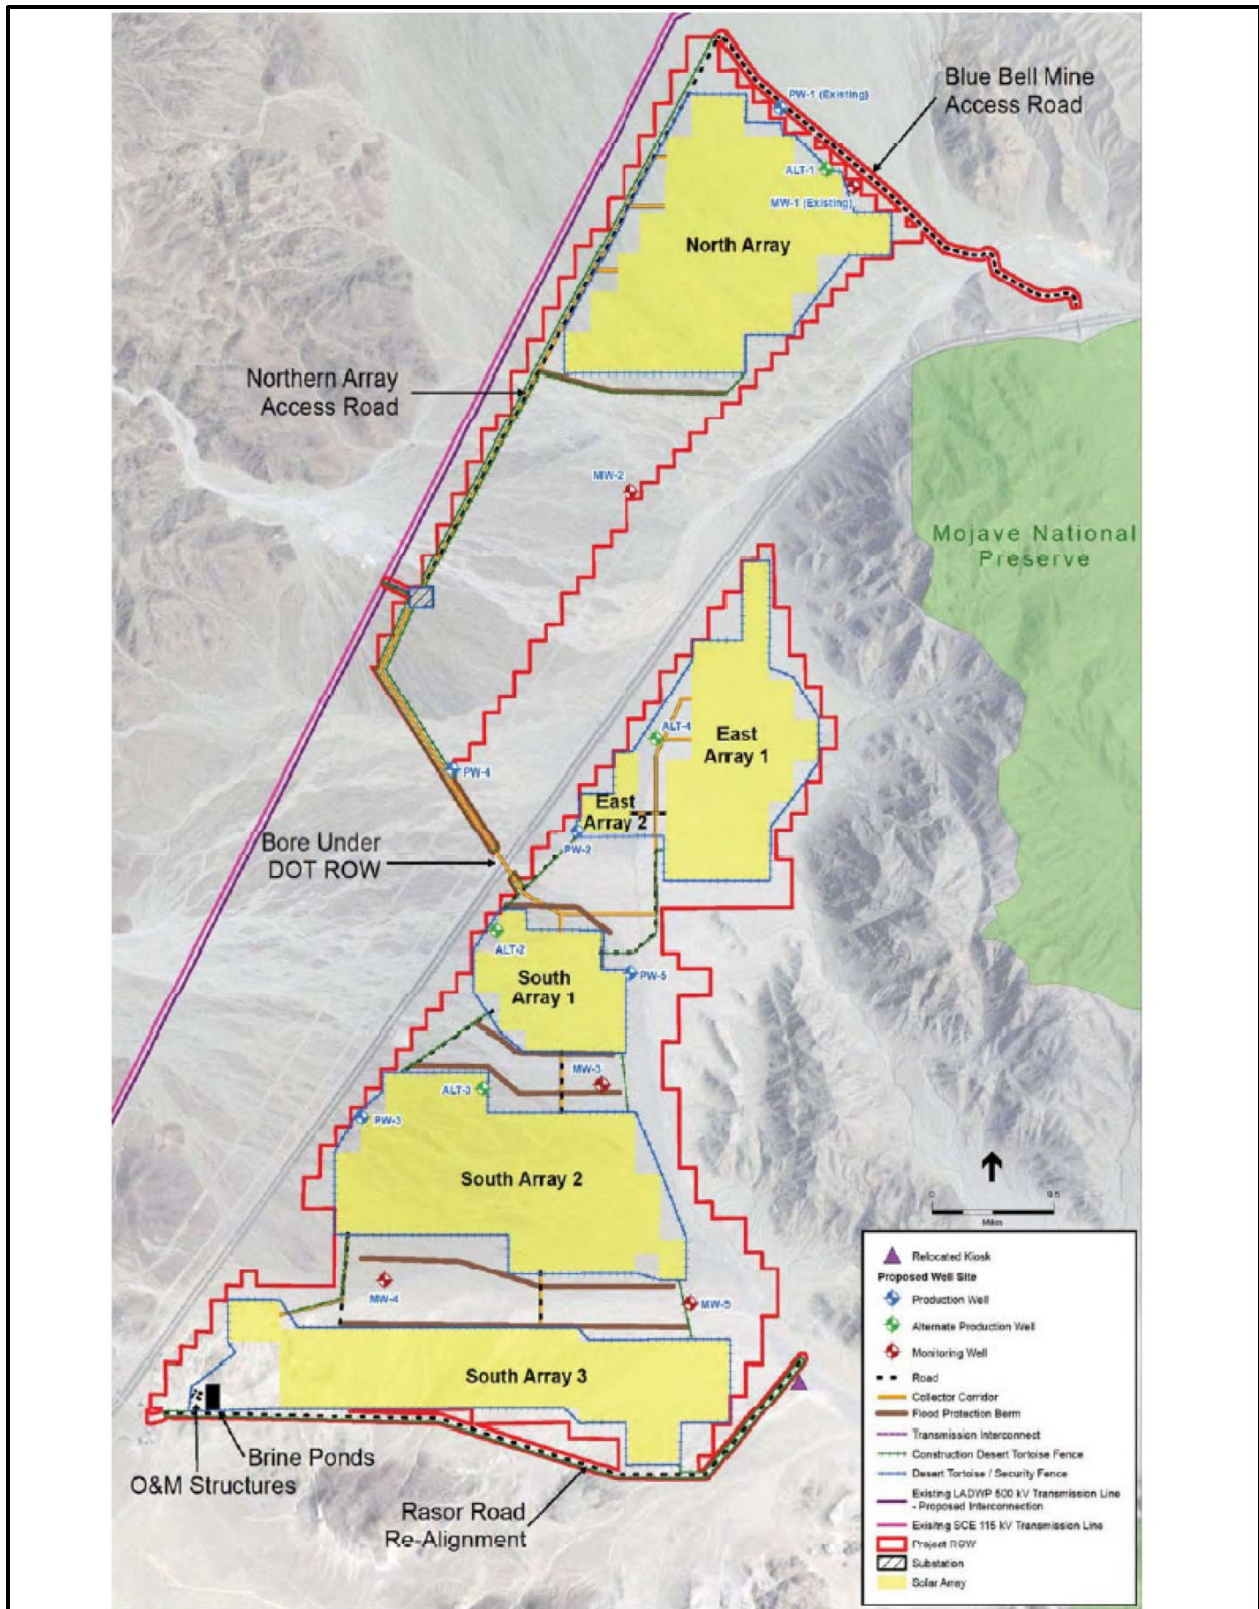 Blue Bell Mine
Access Road
PW-1 (Existing)
ALT-1
MW-1 (Existing)
North Array
Northern Array
Access Road
MW-2
Mojave National
Preserve
ALT-4
East
Array 1
PW-4
East
Array 2
PW-2
Bore Under
DOT ROW
ALT-2
PW-5
South
Array 1
MW-3
ALT-3
PW-3
South Array 2
MW-4
MW-5
South Array 3
Brine Ponds
O&M Structures
Rasor Road
Re-Alignment
0 0.5
Miles
Relocated Kiosk
Proposed Well Site
Production Well
Alternate Production Well
Monitoring Well
Road
Collector Corridor
Flood Protection Berm
Transmission Interconnect
Construction Desert Tortoise Fence
Desert Tortoise / Security Fence
Existing LADWP 500 kV Transmission Line
- Proposed Interconnection
Exisitng SCE 115 kV Transmission Line
Project ROW
Substation
Solar Array